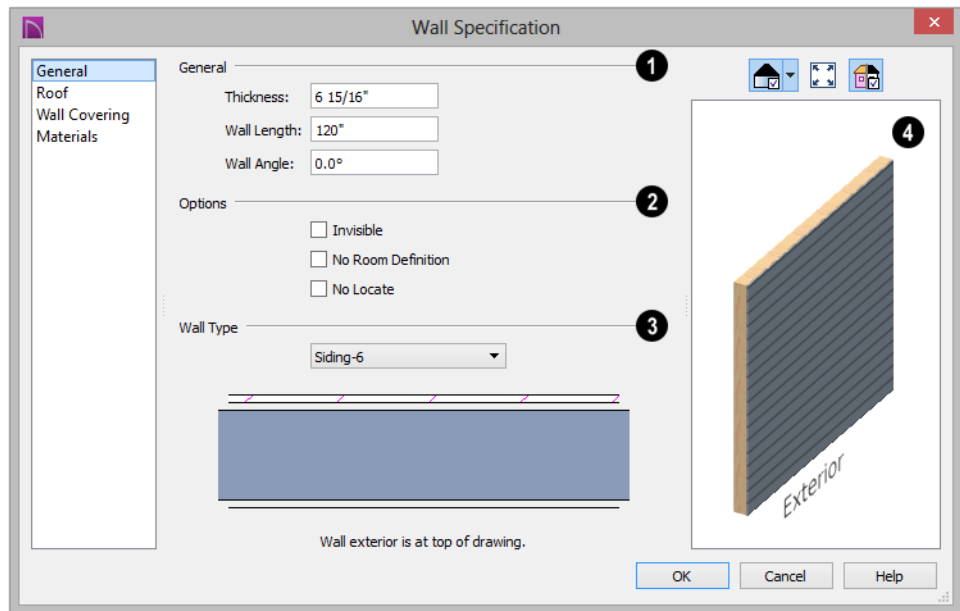 Wall Specification
General
Roof
Wall Covering
Materials
General
1
Thickness: 6 15/16"
Wall Length: 120"
Wall Angle: 0.0°
Options
2
Invisible
No Room Definition
No Locate
Wall Type
3
Siding-6
Wall exterior is at top of drawing.
4
Exterior
OK Cancel Help